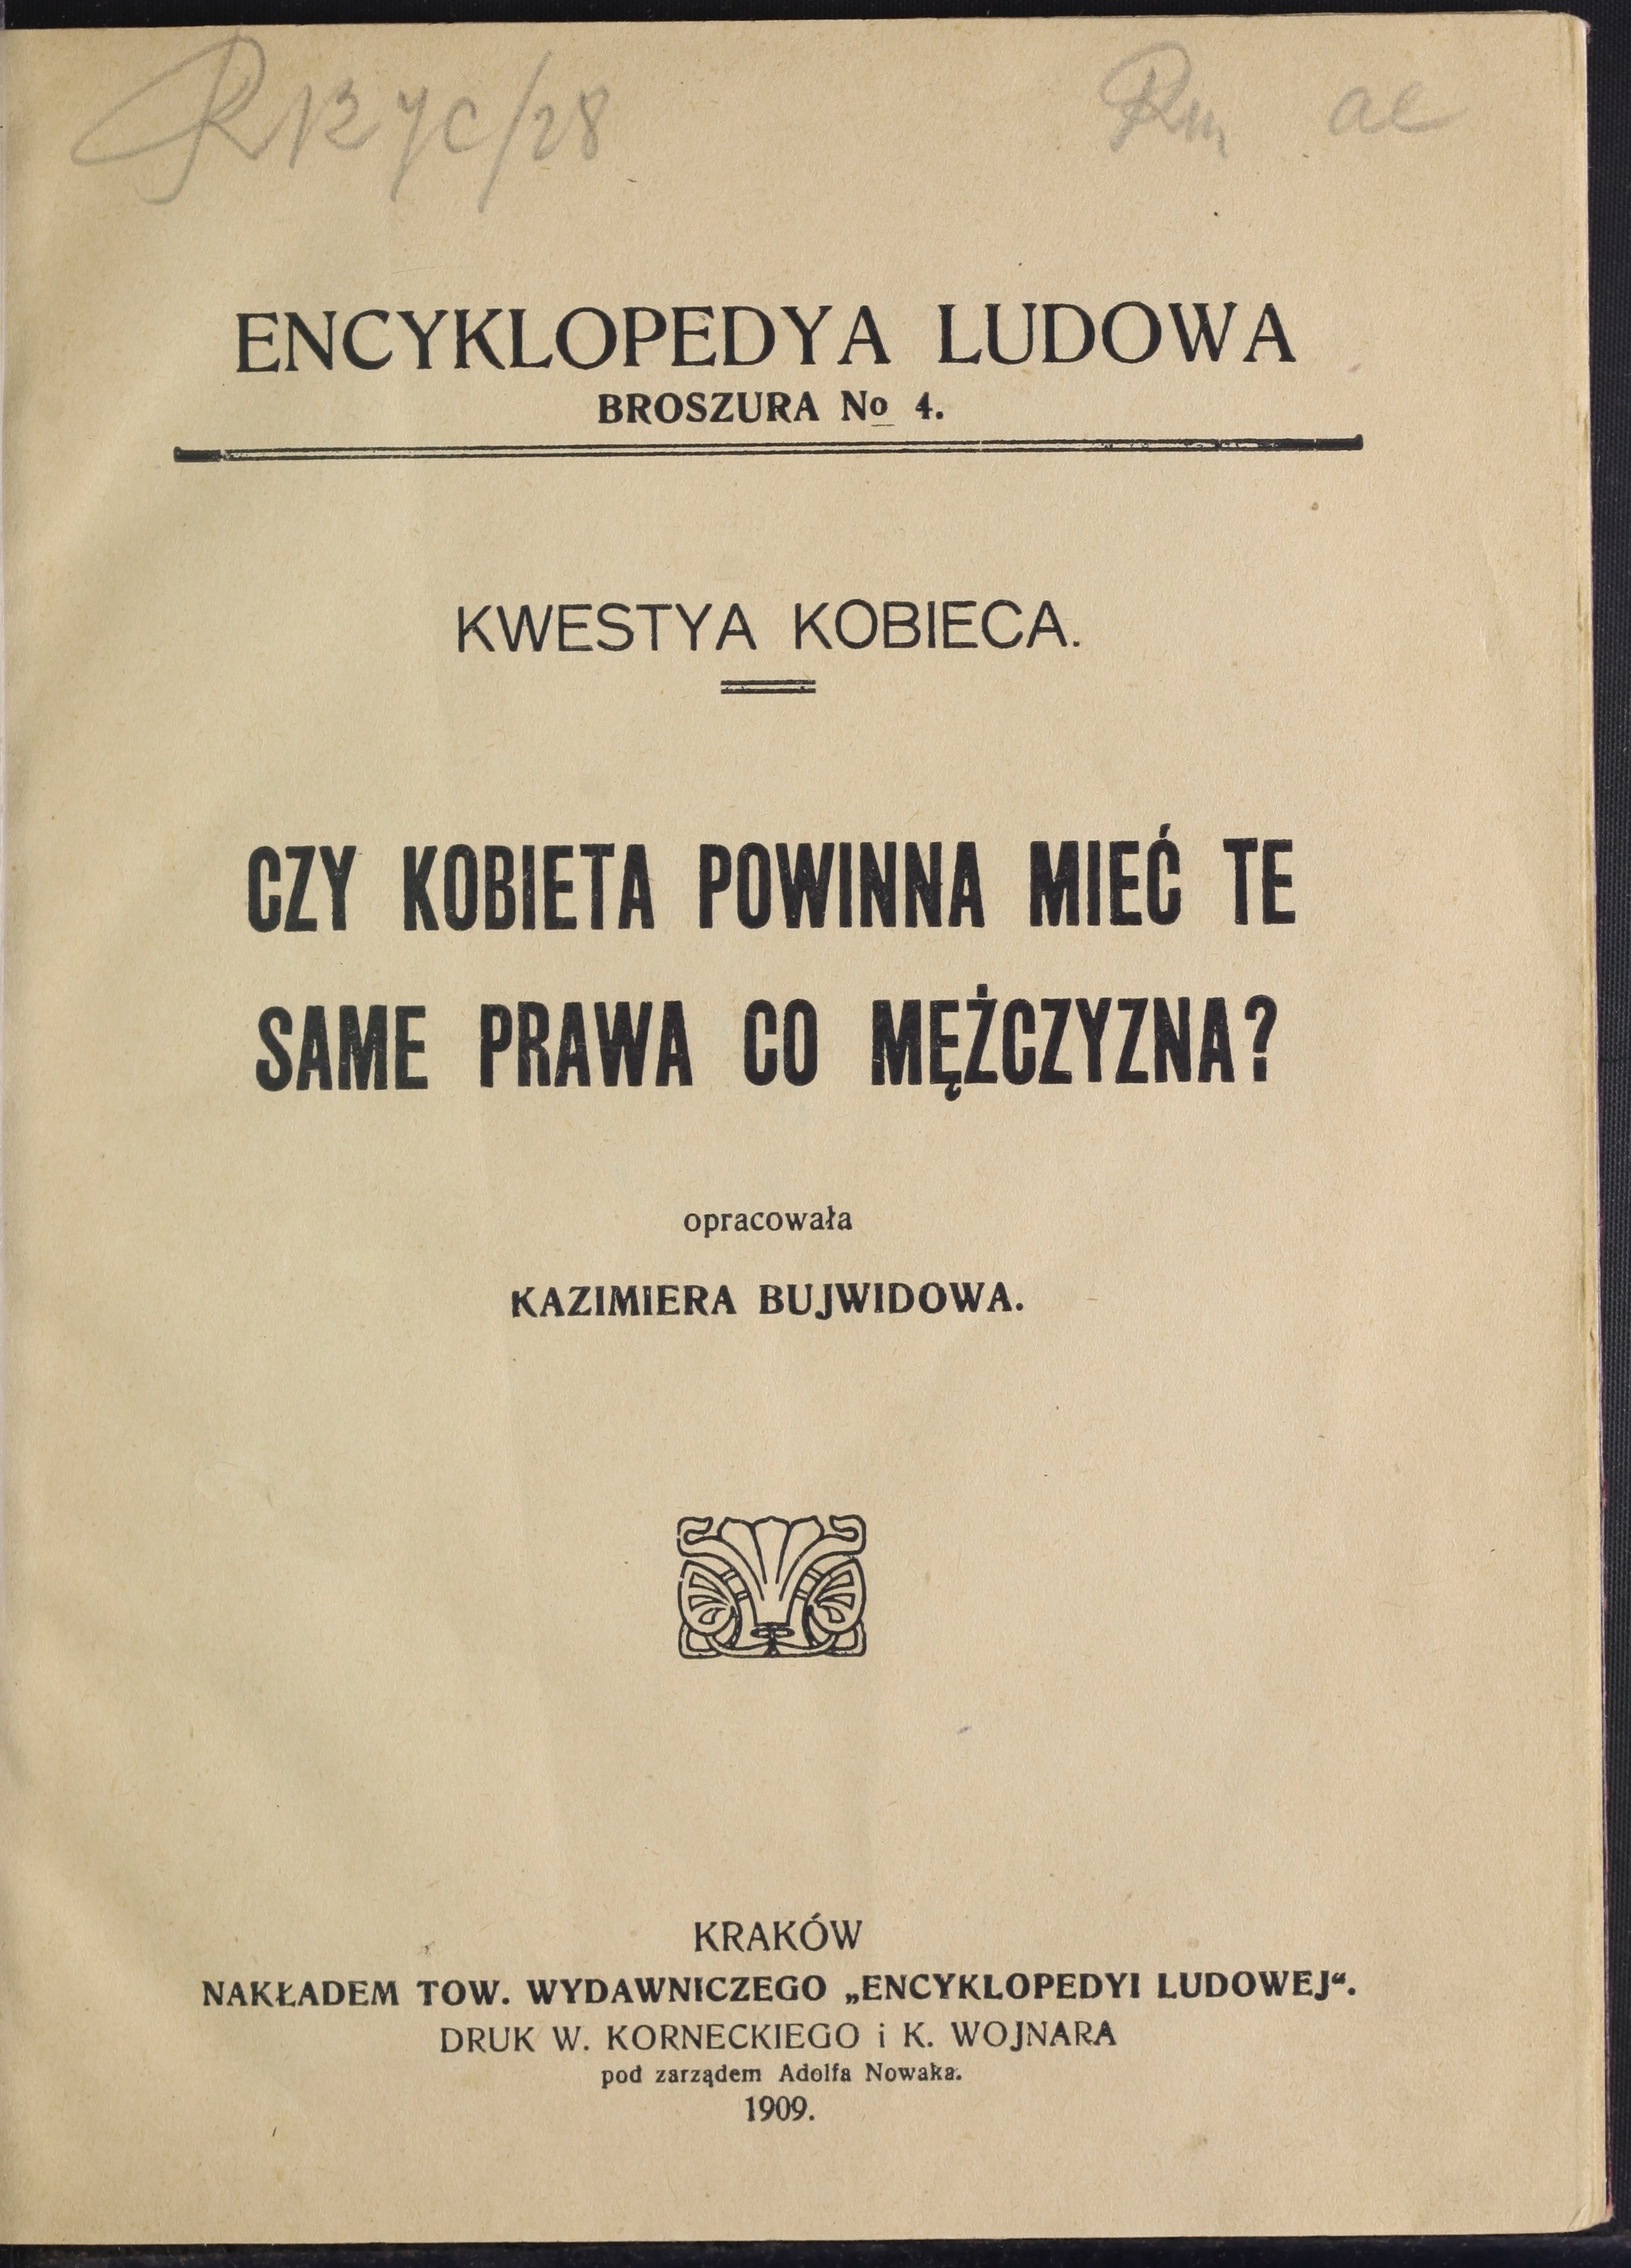 ENCYKLOPEDYA LUDOWA
BROSZURA No 4.
KWESTYA KOBIECA.
CZY KOBIETA POWINNA MIEĆ TE
SAME PRAWA CO MĘŻCZYZNA?
opracowała
KAZIMIERA BUJWIDOWA.
KRAKÓW
NAKŁADEM TOW. WYDAWNICZEGO „ENCYKLOPEDYI LUDOWEJ“.
DRUK W. KORNECKIEGO i K. WOJNARA
pod zarządem Adolfa Nowaka.
1909.